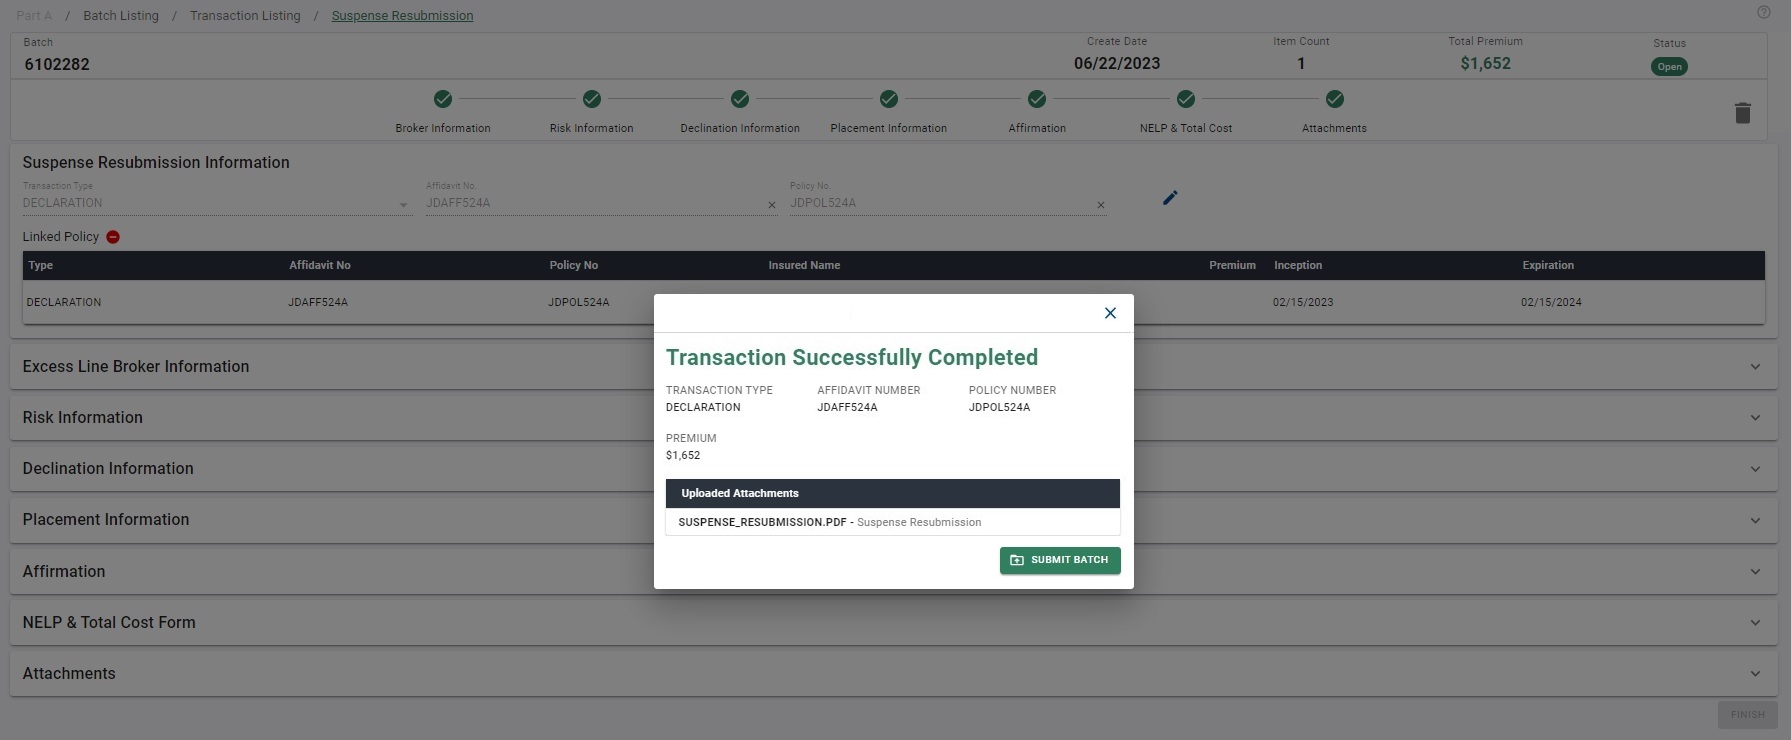 Part A / Batch Listing / Transaction Listing / Suspense Resubmission
Batch Create Date Item Count Total Premium Status
6102282 06/22/2023 1 $1,652 Open
Broker Information Risk Information Declination Information Placement Information Affirmation NELP & Total Cost Attachments
Suspense Resubmission Information
Transaction Type Affidavit No. Policy No.
DECLARATION JDAFF524A JDPOL524A
Linked Policy
Type Affidavit No Policy No Insured Name Premium Inception Expiration
DECLARATION JDAFF524A JDPOL524A 02/15/2023 02/15/2024
Transaction Successfully Completed
TRANSACTION TYPE AFFIDAVIT NUMBER POLICY NUMBER
DECLARATION JDAFF524A JDPOL524A
PREMIUM
$1,652
Uploaded Attachments
SUSPENSE_RESUBMISSION.PDF - Suspense Resubmission
SUBMIT BATCH
Excess Line Broker Information
Risk Information
Declination Information
Placement Information
Affirmation
NELP & Total Cost Form
Attachments
FINISH